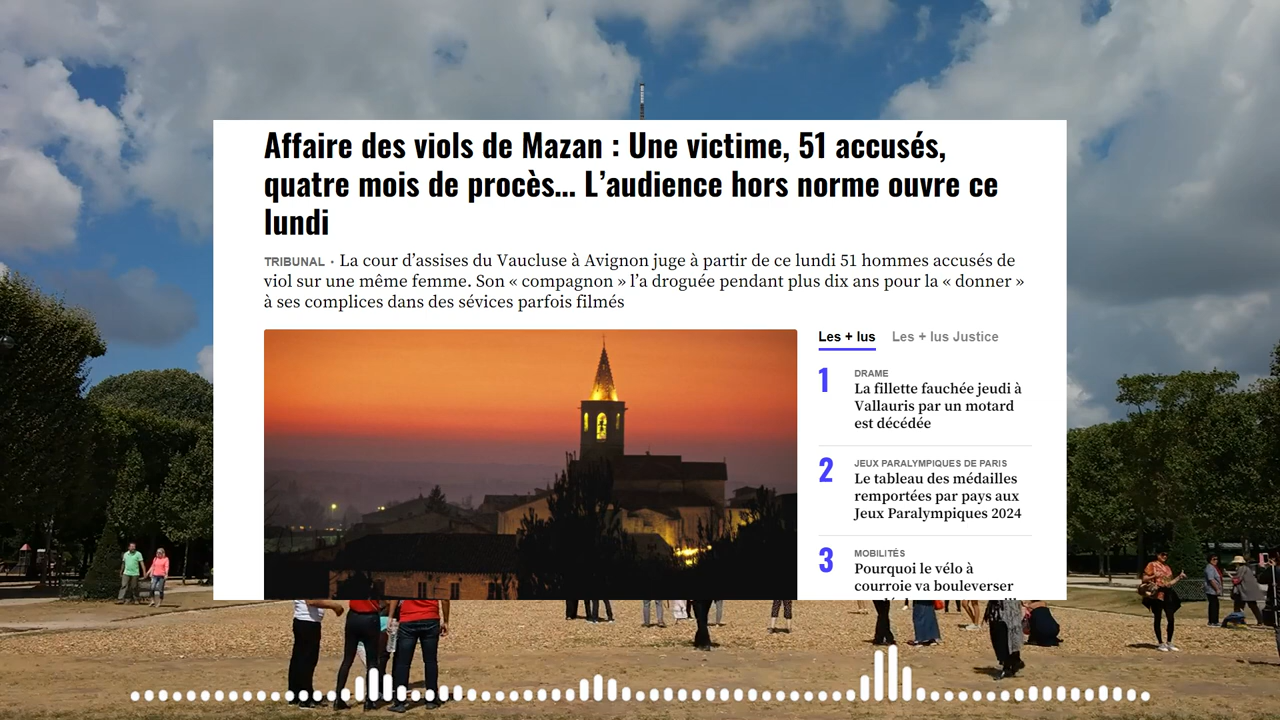 Affaire des viols de Mazan : Une victime, 51 accusés,
quatre mois de procès... L’audience hors norme ouvre ce
lundi
TRIBUNAL • La cour d’assises du Vaucluse à Avignon juge à partir de ce lundi 51 hommes accusés de
viol sur une même femme. Son « compagnon » l’a droguée pendant plus dix ans pour la « donner »
à ses complices dans des sévices parfois filmés
Les + lus Les + lus Justice
1
DRAME
La fillette fauchée jeudi à
Vallauris par un motard
est décédée
2
JEUX PARALYMPIQUES DE PARIS
Le tableau des médailles
remportées par pays aux
Jeux Paralympiques 2024
3
MOBILITÉS
Pourquoi le vélo à
courroie va bouleverser